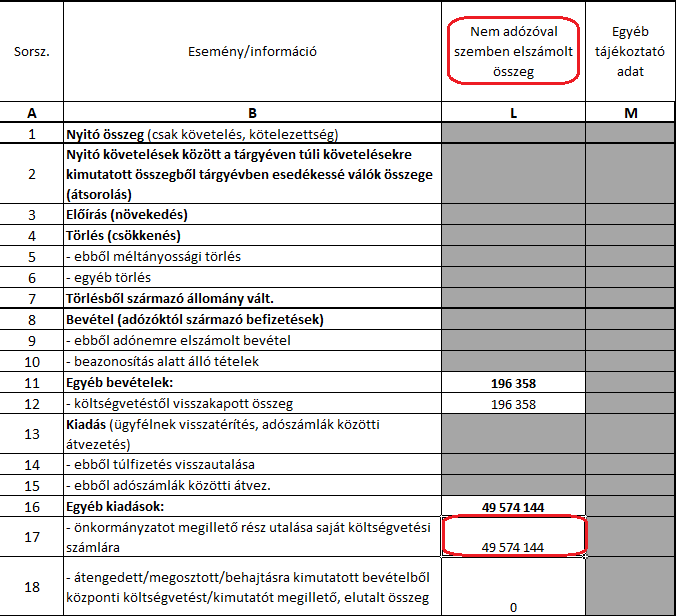 Sorsz.
Esemény/információ
Nem adózóval
szemben elszámolt
összeg
Egyéb
tájékoztató
adat
A
B
L
M
1
Nyitó összeg (csak követelés, kötelezettség)
2
Nyitó követelések között a tárgyéven túli követelésekre
kimutatott összegből tárgyévben esedékessé válók összege
(átsorolás)
3
Előírás (növekedés)
4
Törlés (csökkenés)
5
- ebből méltányossági törlés
6
- egyéb törlés
7
Törlésből származó állomány vált.
8
Bevétel (adózóktól származó befizetések)
9
- ebből adónemre elszámolt bevétel
10
- beazonosítás alatt álló tételek
11
Egyéb bevételek:
196 358
12
- költségvetéstől visszakapott összeg
196 358
13
Kiadás (ügyfélnek visszatérítés, adószámlák közötti
átvezetés)
14
- ebből túlfizetés visszautalása
15
- ebből adószámlák közötti átvez.
16
Egyéb kiadások:
49 574 144
17
- önkormányzatot megillető rész utalása saját költségvetési
számlára
49 574 144
18
- átengedett/megosztott/behajtásra kimutatott bevételből
központi költségvetést/kimutatót megillető, elutalt összeg
0